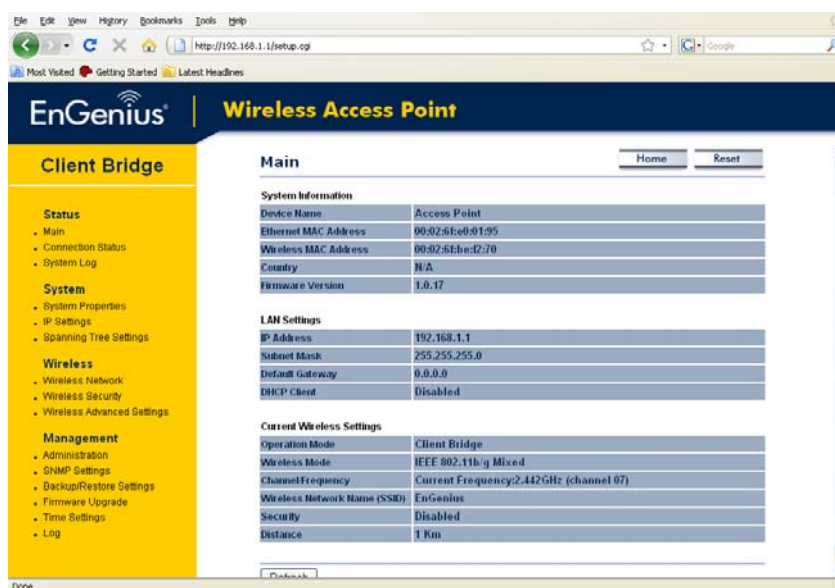 File Edit View History Bookmarks Tools Help
http://192.168.1.1/setup.cgi
Google
Most Visited Getting Started Latest Headlines
EnGenius® Wireless Access Point
Client Bridge
Status
Main
Connection Status
System Log
System
System Properties
IP Settings
Spanning Tree Settings
Wireless
Wireless Network
Wireless Security
Wireless Advanced Settings
Management
Administration
SNMP Settings
Backup/Restore Settings
Firmware Upgrade
Time Settings
Log
Main Home Reset
System Information
Device Name Access Point
Ethernet MAC Address 00:02:6f:e0:01:95
Wireless MAC Address 00:02:6f:be:f2:70
Country N/A
Firmware Version 1.0.17
LAN Settings
IP Address 192.168.1.1
Subnet Mask 255.255.255.0
Default Gateway 0.0.0.0
DHCP Client Disabled
Current Wireless Settings
Operation Mode Client Bridge
Wireless Mode IEEE 802.11b/g Mixed
Channel/Frequency Current Frequency:2.442GHz (channel 07)
Wireless Network Name (SSID) EnGenius
Security Disabled
Distance 1 Km
Refresh
Done